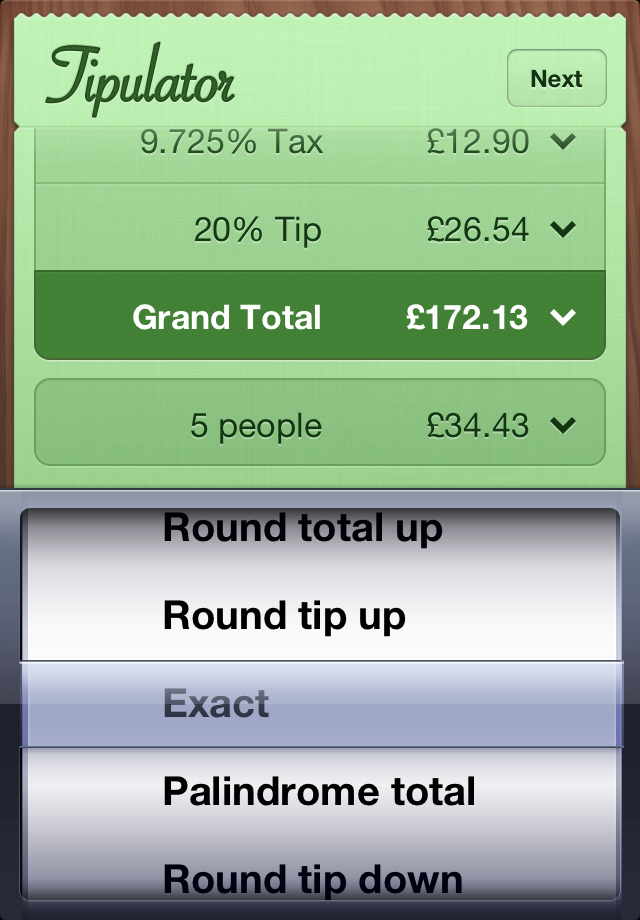 Tipulator
Next
9.725% Tax £12.90
20% Tip £26.54
Grand Total £172.13
5 people £34.43
Round total up
Round tip up
Exact
Palindrome total
Round tip down